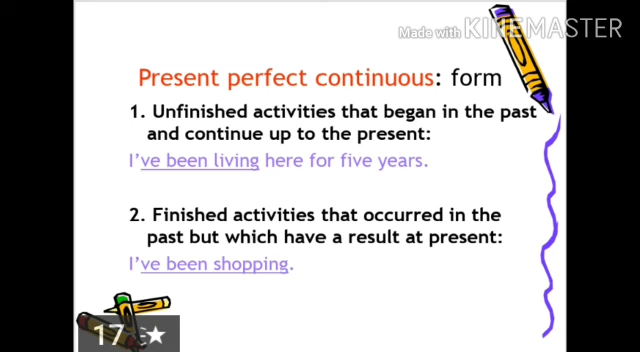 Made with KINEMASTER
Present perfect continuous: form
1. Unfinished activities that began in the past
and continue up to the present:
I've been living here for five years.
2. Finished activities that occurred in the
past but which have a result at present:
I've been shopping.
17